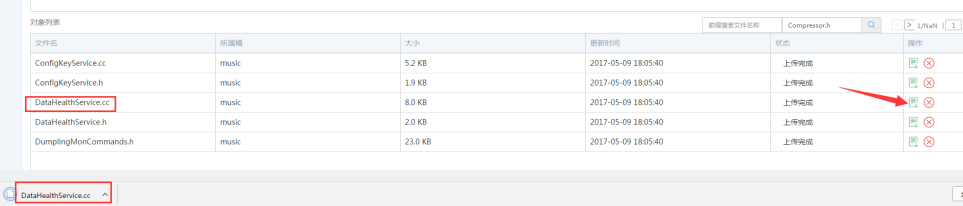 对象列表
前缀搜索文件名称 Compressor.h < > 1/NaN 1
文件名 所属桶 大小 更新时间 状态 操作
ConfigKeyService.cc music 5.2 KB 2017-05-09 18:05:40 上传完成
ConfigKeyService.h music 1.9 KB 2017-05-09 18:05:40 上传完成
DataHealthService.cc music 8.0 KB 2017-05-09 18:05:40 上传完成
DataHealthService.h music 2.0 KB 2017-05-09 18:05:40 上传完成
DumplingMonCommands.h music 23.0 KB 2017-05-09 18:05:40 上传完成
DataHealthService.cc